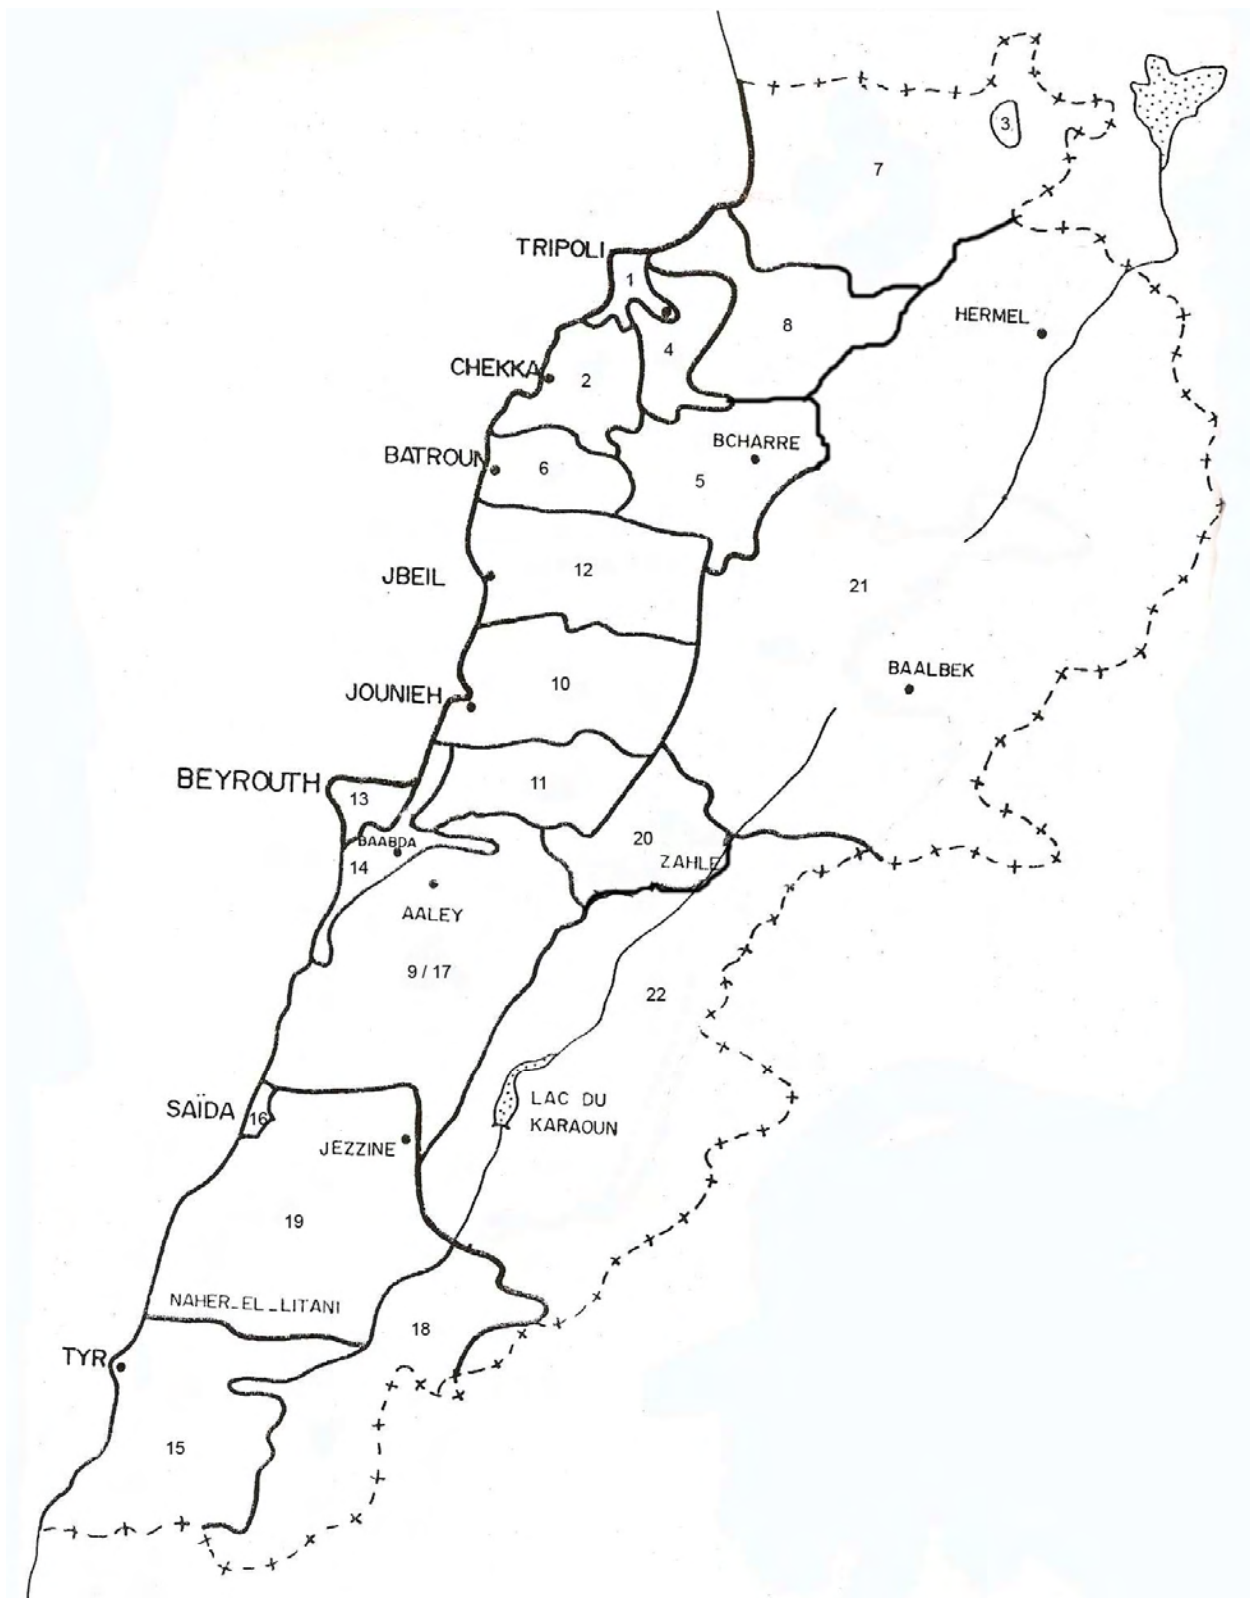 3
7
TRIPOLI
1
8
HERMEL
4
CHEKKA
2
BCHARRE
BATROUN
6
5
12
JBEIL
21
BAALBEK
10
JOUNIEH
BEYROUTH
11
13
20
BAABDA
ZAHLE
14
AALEY
9 / 17
22
SAÏDA
16
LAC DU
KARAOUN
JEZZINE
19
NAHER_EL_LITANI
18
TYR
15